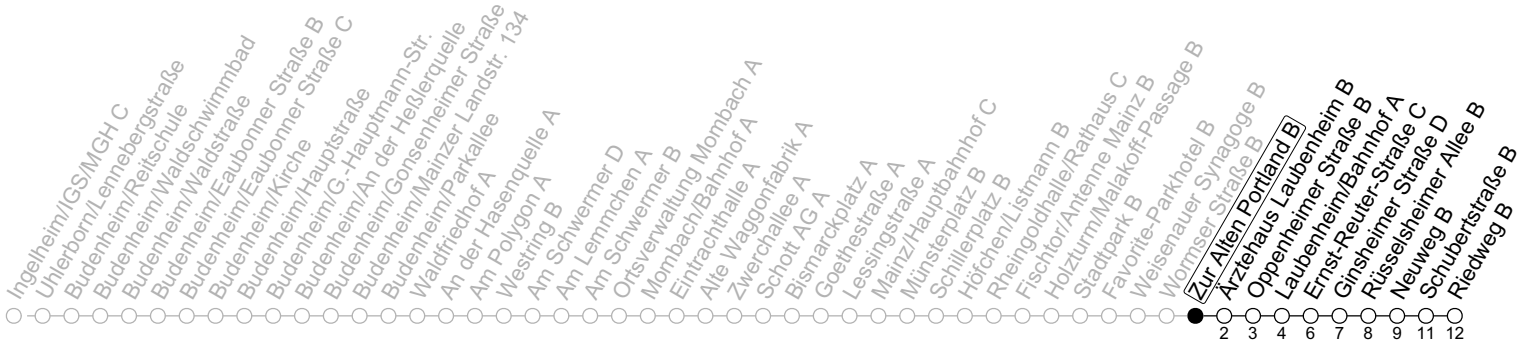 Ingelheim/IGS/MGH C
Uhlerborn/Lennebergstraße
Budenheim/Reitschule
Budenheim/Waldschwimmbad
Budenheim/Waldstraße
Budenheim/Eaubonner Straße B
Budenheim/Eaubonner Straße C
Budenheim/Kirche
Budenheim/Hauptstraße
Budenheim/G.-Hauptmann-Str.
Budenheim/An der Heßlerquelle
Budenheim/Gonsenheimer Straße
Budenheim/Mainzer Landstr. 134
Budenheim/Parkallee
Waldfriedhof A
An der Hasenquelle A
Am Polygon A
Westring B
Am Schwermer D
Am Lemmchen A
Am Schwermer B
Ortsverwaltung Mombach A
Mombach/Bahnhof A
Eintrachthalle A
Alte Waggonfabrik A
Zwerchallee A
Schott AG A
Bismarckplatz A
Goethestraße A
Lessingstraße A
Mainz/Hauptbahnhof C
Münsterplatz B
Schillerplatz B
Höfchen/Listmann B
Rheingoldhalle/Rathaus C
Fischtor/Antenne Mainz B
Holzturm/Malakoff-Passage B
Stadtpark B
Favorite-Parkhotel B
Weisenauer Synagoge B
Wormser Straße B
Zur Alten Portland B
Ärztehaus Laubenheim B
Oppenheimer Straße B
Laubenheim/Bahnhof A
Ernst-Reuter-Straße C
Ginsheimer Straße D
Rüsselsheimer Allee B
Neuweg B
Schubertstraße B
Riedweg B
2 3 4 6 7 8 9 11 12